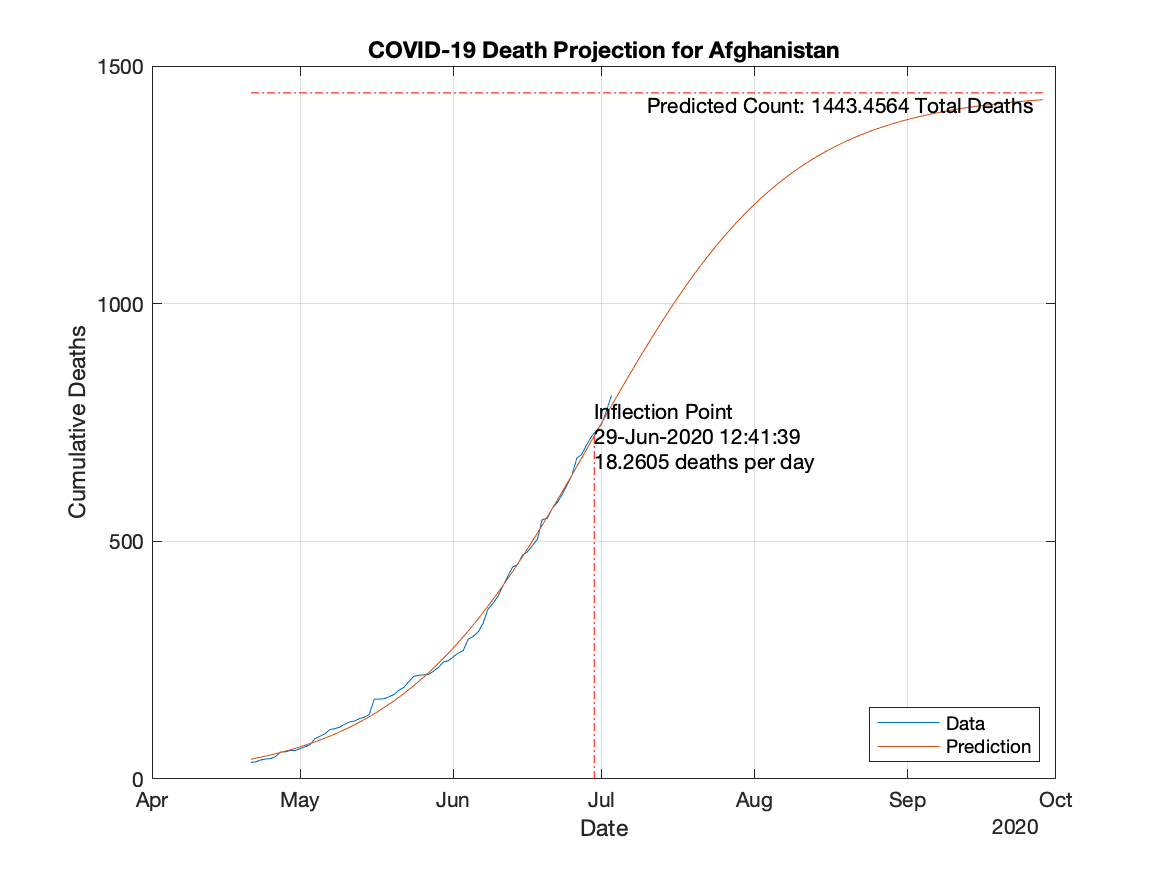 COVID-19 Death Projection for Afghanistan
1500
Predicted Count: 1443.4564 Total Deaths
1000
Cumulative Deaths
Inflection Point
29-Jun-2020 12:41:39
18.2605 deaths per day
500
Data
Prediction
0
Apr May Jun Jul Aug Sep Oct
Date
2020